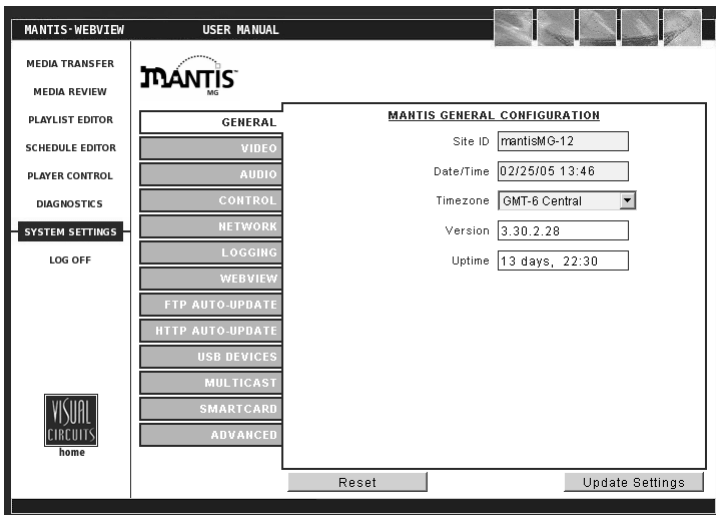 MANTIS-WEBVIEW USER MANUAL
MEDIA TRANSFER
MEDIA REVIEW
PLAYLIST EDITOR
SCHEDULE EDITOR
PLAYER CONTROL
DIAGNOSTICS
SYSTEM SETTINGS
LOG OFF
VISUAL
CIRCUITS
home
MANTIS
MG
GENERAL
VIDEO
AUDIO
CONTROL
NETWORK
LOGGING
WEBVIEW
FTP AUTO-UPDATE
HTTP AUTO-UPDATE
USB DEVICES
MULTICAST
SMARTCARD
ADVANCED
MANTIS GENERAL CONFIGURATION
Site ID mantisMG-12
Date/Time 02/25/05 13:46
Timezone GMT-6 Central
Version 3.30.2.28
Uptime 13 days, 22:30
Reset Update Settings